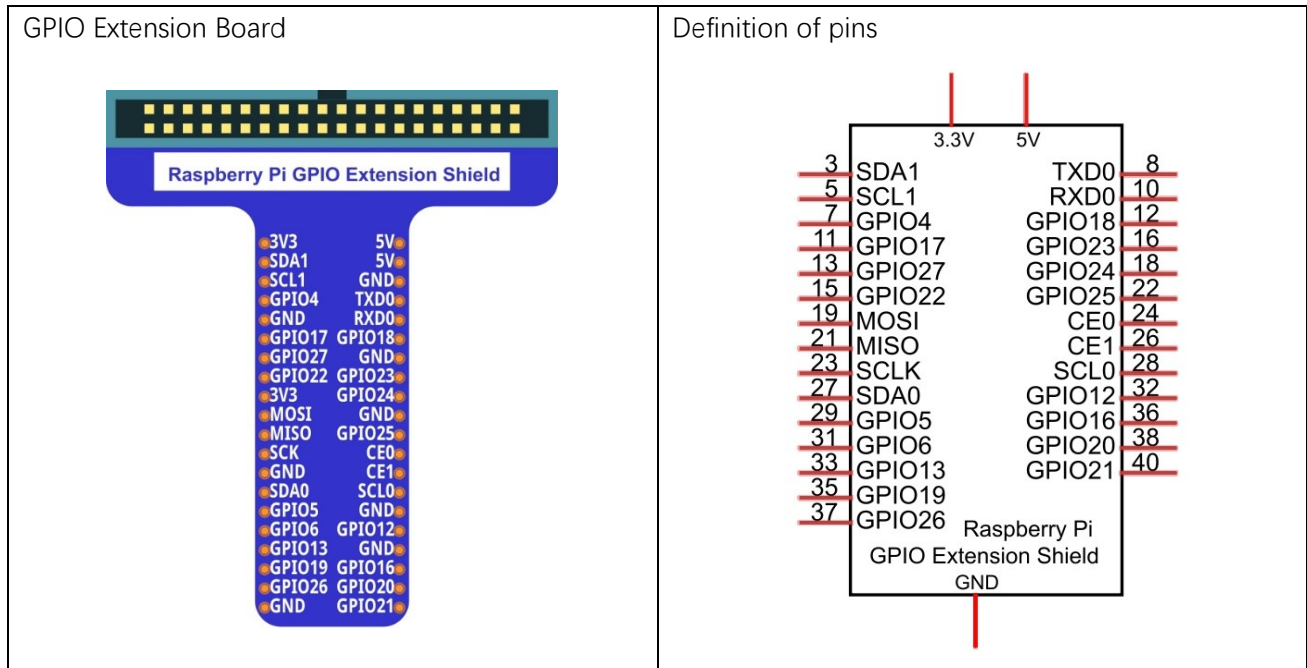 GPIO Extension Board
Raspberry Pi GPIO Extension Shield
3V3 5V
SDA1 5V
SCL1 GND
GPIO4 TXD0
GND RXD0
GPIO17 GPIO18
GPIO27 GND
GPIO22 GPIO23
3V3 GPIO24
MOSI GND
MISO GPIO25
SCK CE0
GND CE1
SDA0 SCL0
GPIO5 GND
GPIO6 GPIO12
GPIO13 GND
GPIO19 GPIO16
GPIO26 GPIO20
GND GPIO21
Definition of pins
3.3V 5V
3 SDA1 TXD0 8
5 SCL1 RXD0 10
7 GPIO4 GPIO18 12
11 GPIO17 GPIO23 16
13 GPIO27 GPIO24 18
15 GPIO22 GPIO25 22
19 MOSI CE0 24
21 MISO CE1 26
23 SCLK SCL0 28
27 SDA0 GPIO12 32
29 GPIO5 GPIO16 36
31 GPIO6 GPIO20 38
33 GPIO13 GPIO21 40
35 GPIO19
37 GPIO26
Raspberry Pi
GPIO Extension Shield
GND